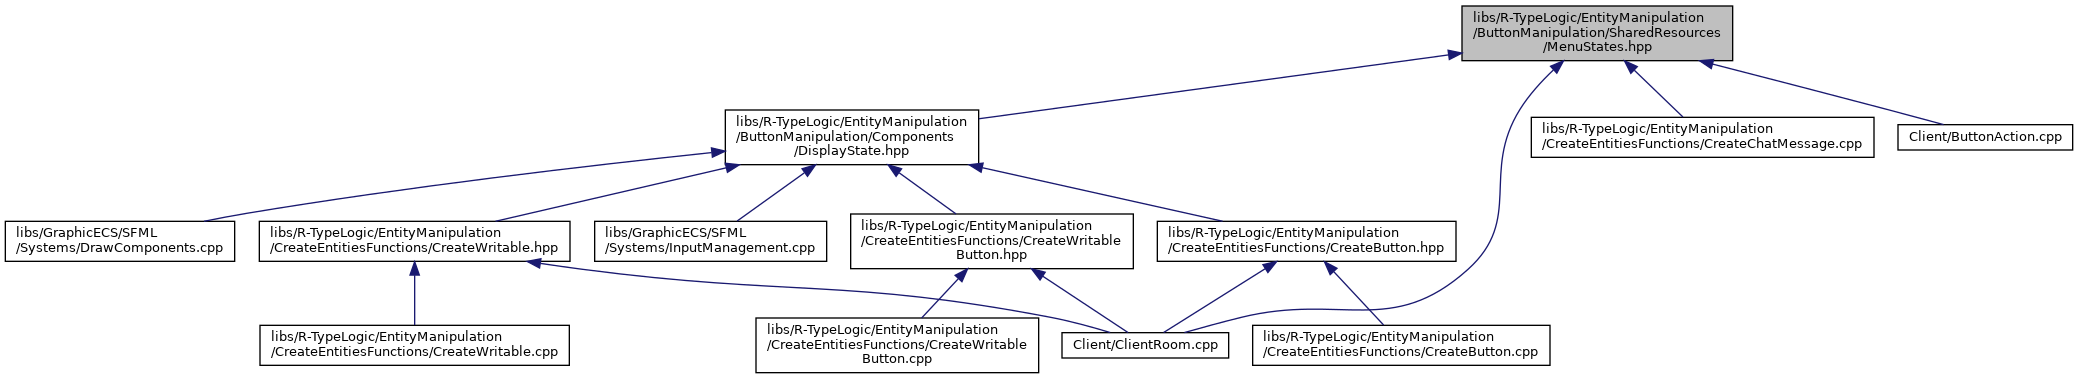 libs/R-TypeLogic/EntityManipulation
/ButtonManipulation/SharedResources
/MenuStates.hpp
libs/R-TypeLogic/EntityManipulation
/ButtonManipulation/Components
/DisplayState.hpp
libs/R-TypeLogic/EntityManipulation
/CreateEntitiesFunctions/CreateChatMessage.cpp
Client/ButtonAction.cpp
libs/GraphicECS/SFML
/Systems/DrawComponents.cpp
libs/R-TypeLogic/EntityManipulation
/CreateEntitiesFunctions/CreateWritable.hpp
libs/GraphicECS/SFML
/Systems/InputManagement.cpp
libs/R-TypeLogic/EntityManipulation
/CreateEntitiesFunctions/CreateWritable
Button.hpp
libs/R-TypeLogic/EntityManipulation
/CreateEntitiesFunctions/CreateButton.hpp
libs/R-TypeLogic/EntityManipulation
/CreateEntitiesFunctions/CreateWritable.cpp
libs/R-TypeLogic/EntityManipulation
/CreateEntitiesFunctions/CreateWritable
Button.cpp
Client/ClientRoom.cpp
libs/R-TypeLogic/EntityManipulation
/CreateEntitiesFunctions/CreateButton.cpp